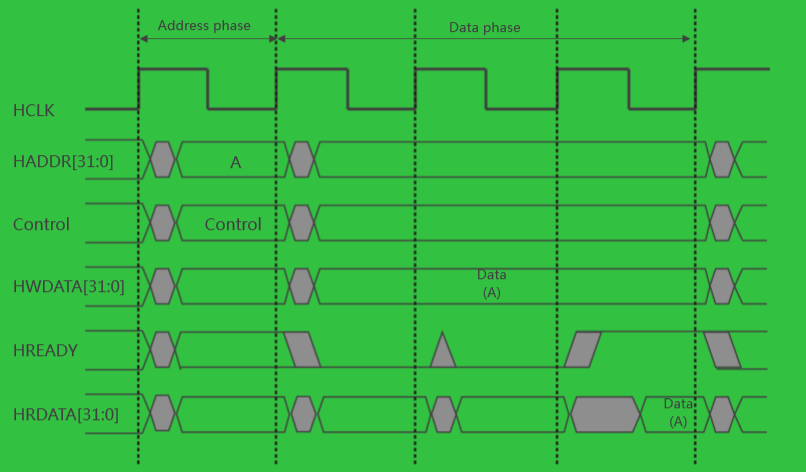 Address phase
Data phase
HCLK
HADDR[31:0]
A
Control
Control
HWDATA[31:0]
Data
(A)
HREADY
HRDATA[31:0]
Data
(A)